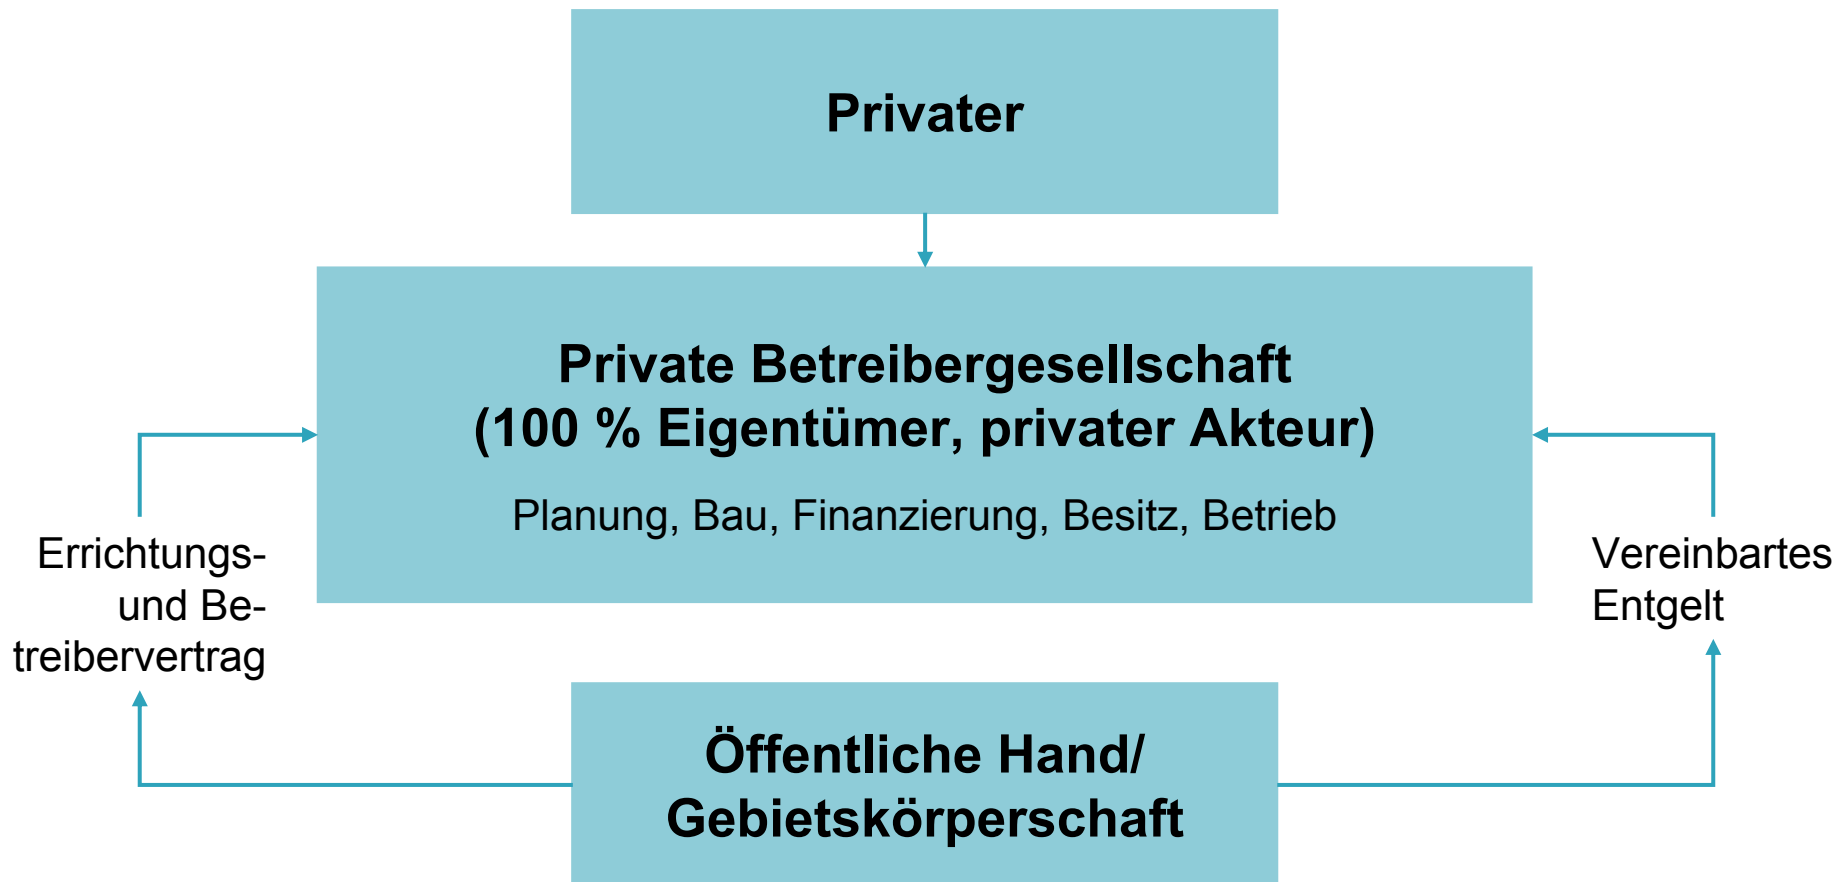 Privater
Private Betreibergesellschaft
(100 % Eigentümer, privater Akteur)
Planung, Bau, Finanzierung, Besitz, Betrieb
Errichtungs-
und Be-
treibervertrag
Vereinbartes
Entgelt
Öffentliche Hand/
Gebietskörperschaft